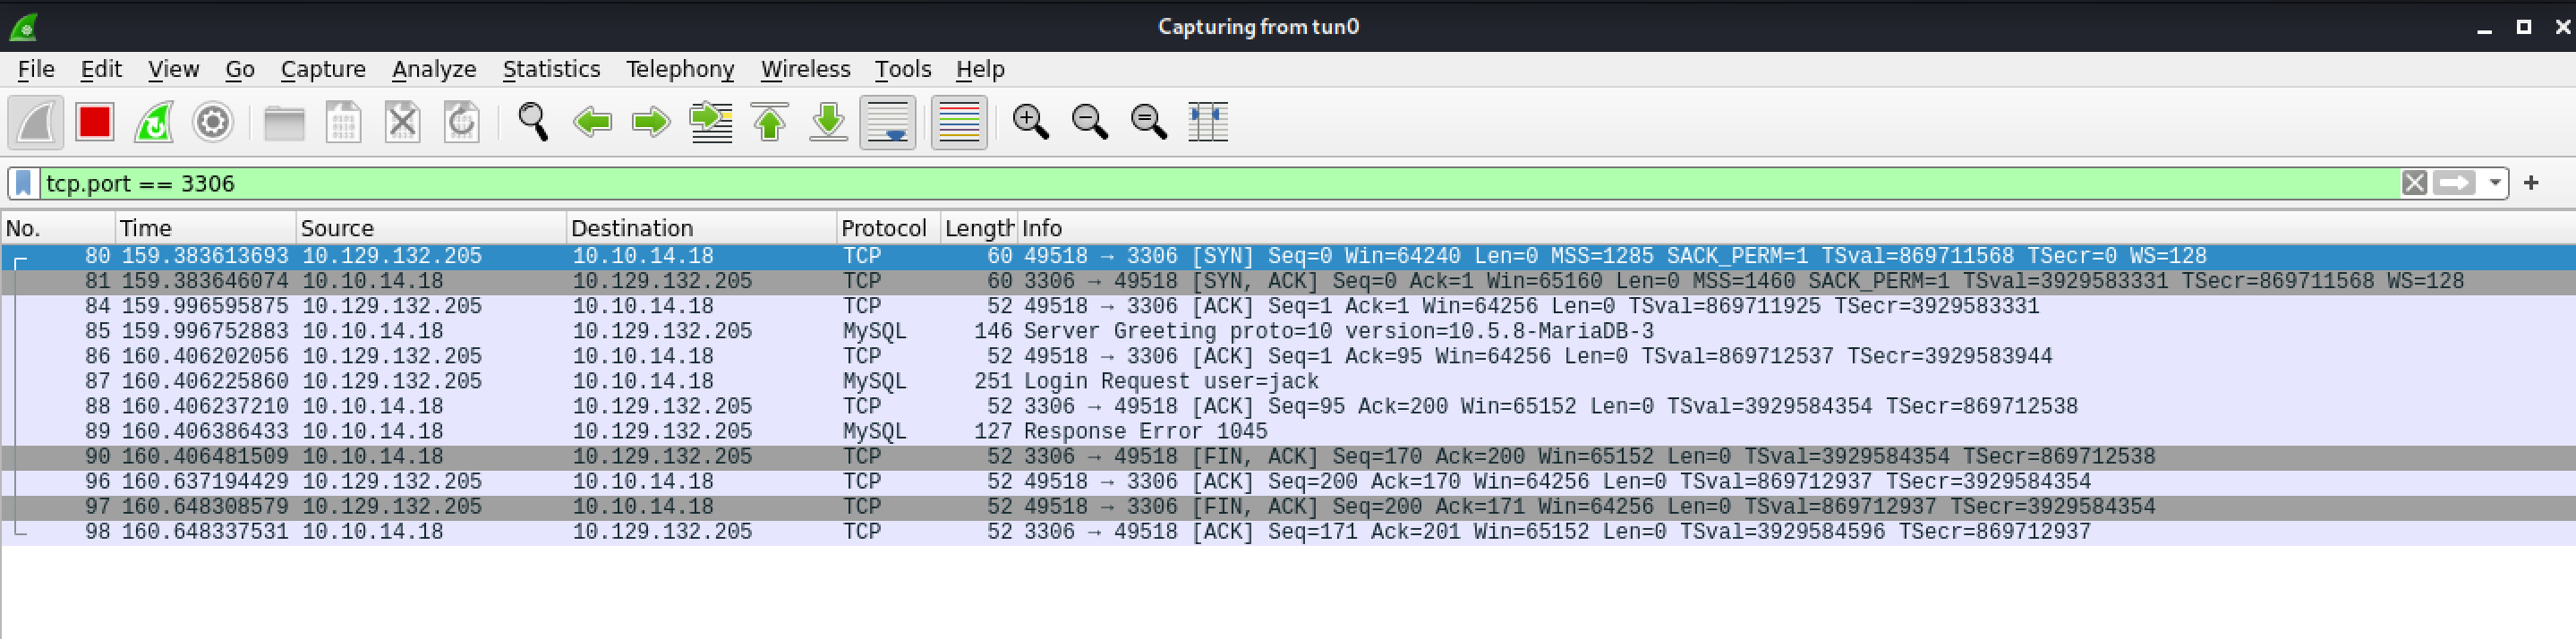 Capturing from tun0
File Edit View Go Capture Analyze Statistics Telephony Wireless Tools Help
tcp.port == 3306
No. Time Source Destination Protocol Length Info
80 159.383613693 10.129.132.205 10.10.14.18 TCP 60 49518 → 3306 [SYN] Seq=0 Win=64240 Len=0 MSS=1285 SACK_PERM=1 TSval=869711568 TSecr=0 WS=128
81 159.383646074 10.10.14.18 10.129.132.205 TCP 60 3306 → 49518 [SYN, ACK] Seq=0 Ack=1 Win=65160 Len=0 MSS=1460 SACK_PERM=1 TSval=3929583331 TSecr=869711568 WS=128
84 159.996595875 10.129.132.205 10.10.14.18 TCP 52 49518 → 3306 [ACK] Seq=1 Ack=1 Win=64256 Len=0 TSval=869711925 TSecr=3929583331
85 159.996752883 10.10.14.18 10.129.132.205 MySQL 146 Server Greeting proto=10 version=10.5.8-MariaDB-3
86 160.406202056 10.129.132.205 10.10.14.18 TCP 52 49518 → 3306 [ACK] Seq=1 Ack=95 Win=64256 Len=0 TSval=869712537 TSecr=3929583944
87 160.406225860 10.129.132.205 10.10.14.18 MySQL 251 Login Request user=jack
88 160.406237210 10.10.14.18 10.129.132.205 TCP 52 3306 → 49518 [ACK] Seq=95 Ack=200 Win=65152 Len=0 TSval=3929584354 TSecr=869712538
89 160.406386433 10.10.14.18 10.129.132.205 MySQL 127 Response Error 1045
90 160.406481509 10.10.14.18 10.129.132.205 TCP 52 3306 → 49518 [FIN, ACK] Seq=170 Ack=200 Win=65152 Len=0 TSval=3929584354 TSecr=869712538
96 160.637194429 10.129.132.205 10.10.14.18 TCP 52 49518 → 3306 [ACK] Seq=200 Ack=170 Win=64256 Len=0 TSval=869712937 TSecr=3929584354
97 160.648308579 10.129.132.205 10.10.14.18 TCP 52 49518 → 3306 [FIN, ACK] Seq=200 Ack=171 Win=64256 Len=0 TSval=869712937 TSecr=3929584354
98 160.648337531 10.10.14.18 10.129.132.205 TCP 52 3306 → 49518 [ACK] Seq=171 Ack=201 Win=65152 Len=0 TSval=3929584596 TSecr=869712937